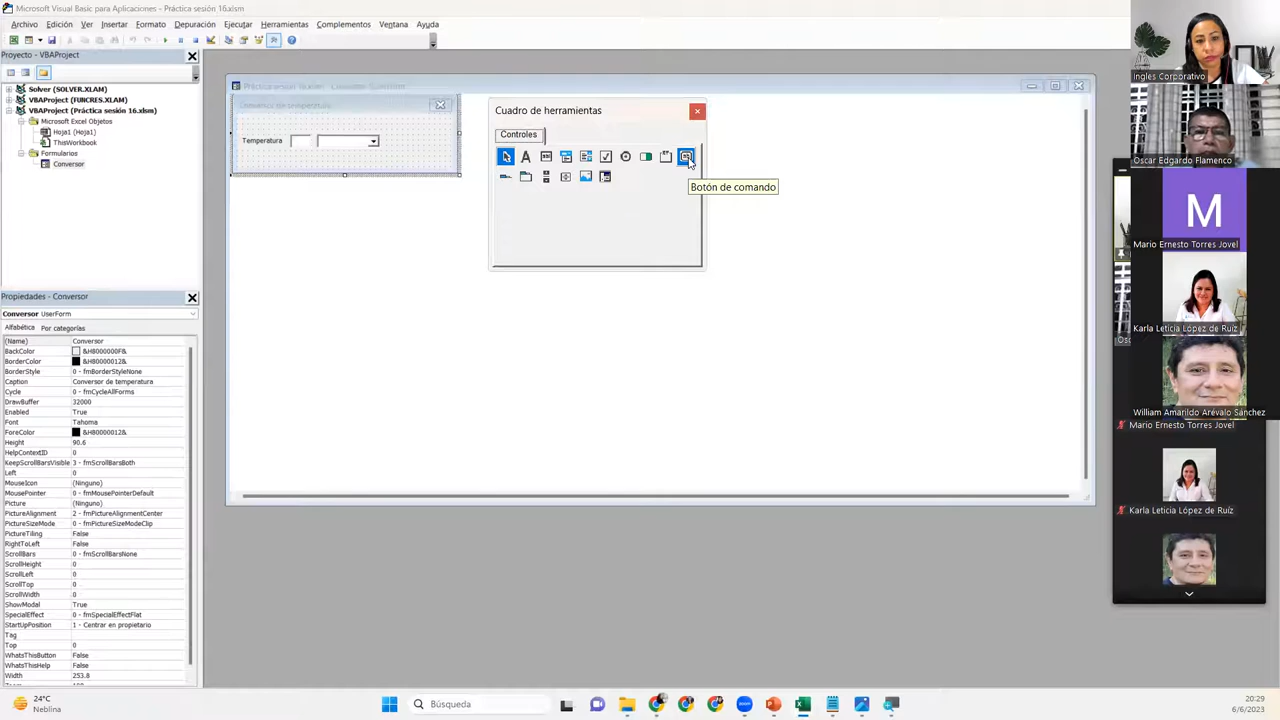 Microsoft Visual Basic para Aplicaciones - Práctica sesión 16.xlsm
Archivo Edición Ver Insertar Formato Depuración Ejecutar Herramientas Complementos Ventana Ayuda
Proyecto - VBAProject
Solver (SOLVER.XLAM)
VBAProject (FUNCRES.XLAM)
VBAProject (Práctica sesión 16.xlsm)
Microsoft Excel Objetos
Hoja1 (Hoja1)
ThisWorkbook
Formularios
Conversor
Temperatura
Cuadro de herramientas
Controles
Botón de comando
Propiedades - Conversor
Conversor UserForm
Alfabética Por categorías
(Name) Conversor
BackColor &H8000000F&
BorderColor &H80000012&
BorderStyle 0 - fmBorderStyleNone
Caption Conversor de temperatura
Cycle 0 - fmCycleAllForms
DrawBuffer 32000
Enabled True
Font Tahoma
ForeColor &H80000012&
Height 90.6
HelpContextID 0
KeepScrollBarsVisible 3 - fmScrollBarsBoth
Left 0
MouseIcon (Ninguno)
MousePointer 0 - fmMousePointerDefault
Picture (Ninguno)
PictureAlignment 2 - fmPictureAlignmentCenter
PictureSizeMode 0 - fmPictureSizeModeClip
PictureTiling False
RightToLeft False
ScrollBars 0 - fmScrollBarsNone
ScrollHeight 0
ScrollLeft 0
ScrollTop 0
ScrollWidth 0
ShowModal True
SpecialEffect 0 - fmSpecialEffectFlat
StartUpPosition 1 - Centrar en propietario
Tag
Top 0
WhatsThisButton False
WhatsThisHelp False
Width 253.8
Ingles Corporativo
Oscar Edgardo Flamenco
M
Mario Ernesto Torres Jovel
Karla Leticia López de Ruíz
William Amarildo Arévalo Sánchez
Mario Ernesto Torres Jovel
Karla Leticia López de Ruíz
24°C
Neblina
Búsqueda
20:29
6/6/2023